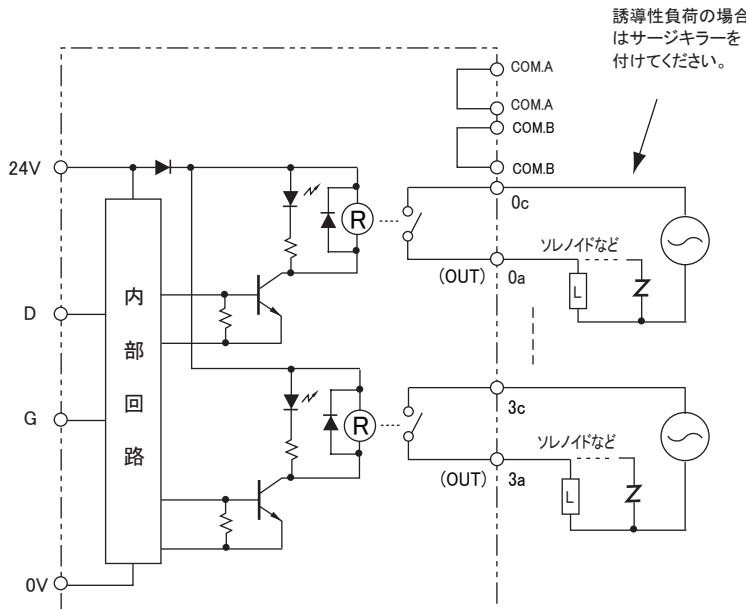 誘導性負荷の場合
はサージキラーを
付けてください。
COM.A
COM.A
COM.B
COM.B
24V
R
0c
ソレノイドなど
(OUT) 0a
L
D
内
部
回
路
G
R
3c
ソレノイドなど
(OUT) 3a
L
0V